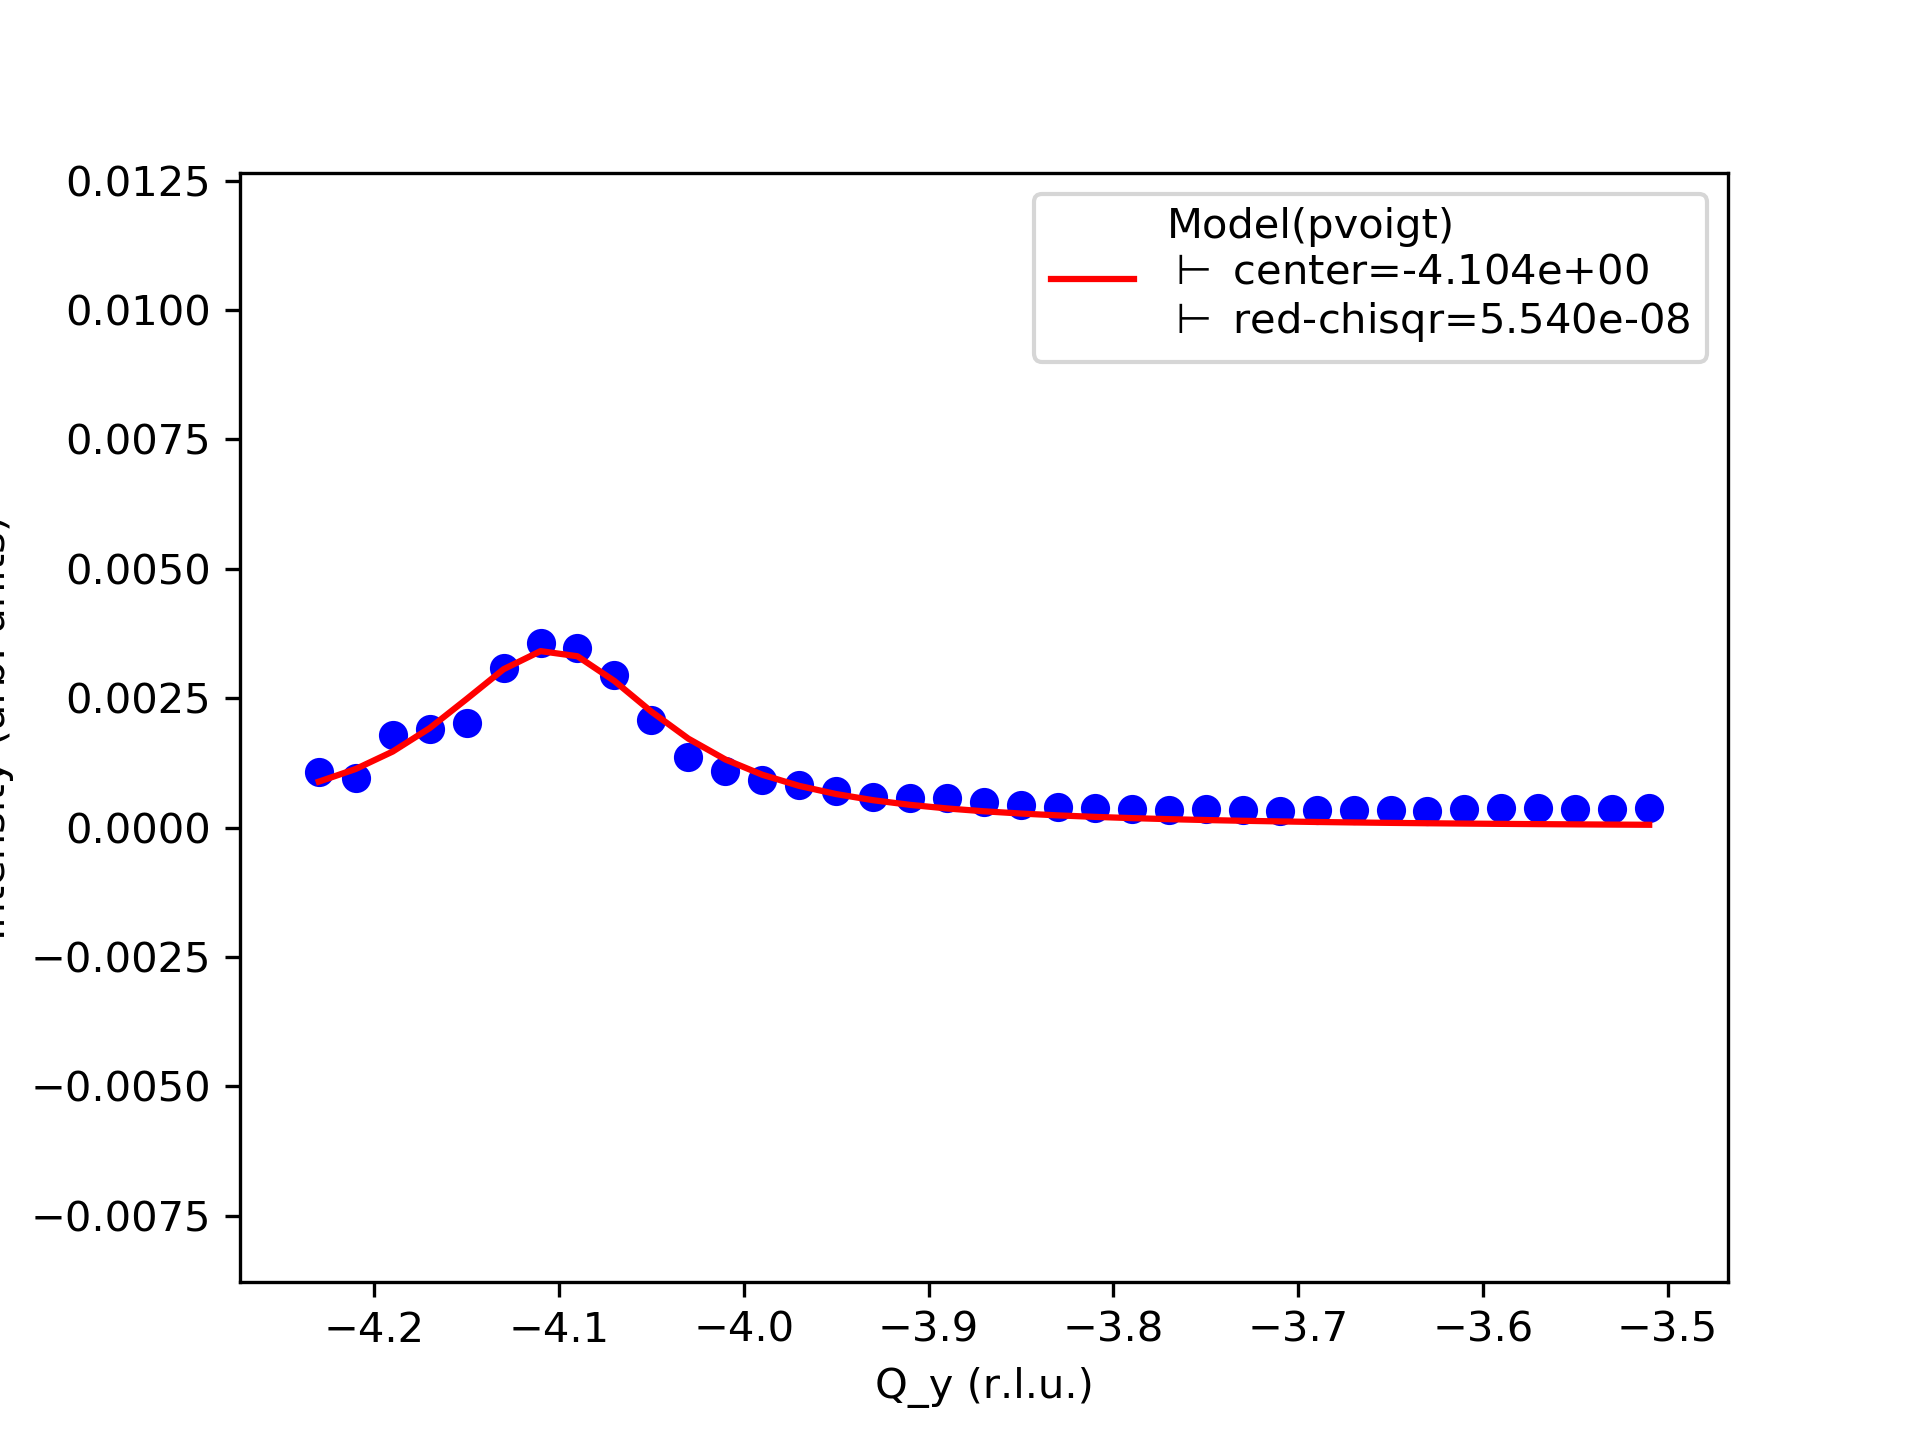 0.0125
0.0100
0.0075
0.0050
0.0025
0.0000
−0.0025
−0.0050
−0.0075
Model(pvoigt)
⊢ center=-4.104e+00
⊢ red-chisqr=5.540e-08
−4.2 −4.1 −4.0 −3.9 −3.8 −3.7 −3.6 −3.5
Q_y (r.l.u.)